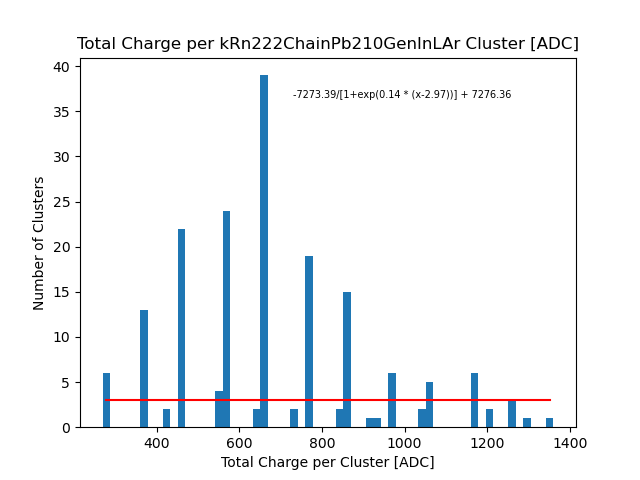 Total Charge per kRn222ChainPb210GenInLAr Cluster [ADC]
40
-7273.39/[1+exp(0.14 * (x-2.97))] + 7276.36
35
30
25
20
15
10
5
0
Number of Clusters
400 600 800 1000 1200 1400
Total Charge per Cluster [ADC]